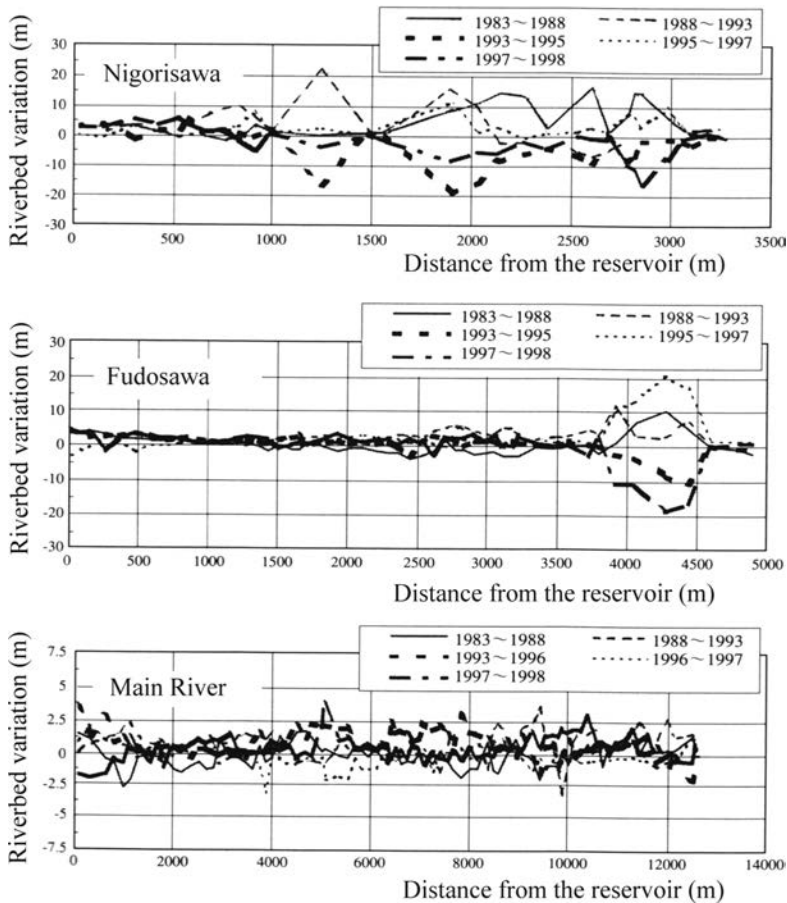 1983～1988 1988～1993
1993～1995 1995～1997
1997～1998
Riverbed variation (m)
30
20
10
0
-10
-20
-30
Nigorisawa
0 500 1000 1500 2000 2500 3000 3500
Distance from the reservoir (m)
1983～1988 1988～1993
1993～1995 1995～1997
1997～1998
Riverbed variation (m)
30
20
10
0
-10
-20
-30
Fudosawa
0 500 1000 1500 2000 2500 3000 3500 4000 4500 5000
Distance from the reservoir (m)
1983～1988 1988～1993
1993～1996 1996～1997
1997～1998
Riverbed variation (m)
7.5
5
2.5
0
-2.5
-5
-7.5
Main River
0 2000 4000 6000 8000 10000 12000 14000
Distance from the reservoir (m)